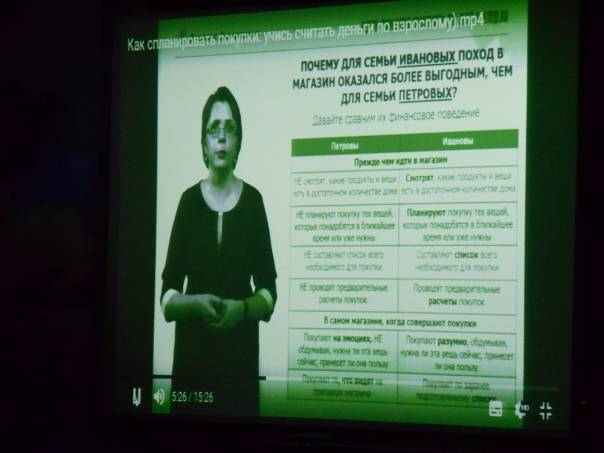 Как спланировать покупки: учись считать деньги по взрослому).mp4
ПОЧЕМУ ДЛЯ СЕМЬИ ИВАНОВЫХ ПОХОД В
МАГАЗИН ОКАЗАЛСЯ БОЛЕЕ ВЫГОДНЫМ, ЧЕМ
ДЛЯ СЕМЬИ ПЕТРОВЫХ?
Давайте сравним их финансовое поведение
Петровы
Ивановы
Прежде чем идти в магазин
НЕ смотрят, какие продукты и вещи
есть в достаточном количестве дома
Смотрят, какие продукты и вещи
есть в достаточном количестве дома
НЕ планируют покупку тех вещей,
которые понадобятся в ближайшее
время или уже нужны
Планируют покупку тех вещей,
которые понадобятся в ближайшее
время или уже нужны
НЕ составляют список всего
необходимого для покупки
Составляют список всего
необходимого для покупки
НЕ проводят предварительные
расчеты покупок
Проводят предварительные
расчеты покупок
В самом магазине, когда совершают покупки
Покупают на эмоциях, НЕ
обдумывая, нужна ли эта вещь
сейчас, принесет ли она пользу
Покупают разумно, обдумывая,
нужна ли эта вещь сейчас, принесет
ли она пользу
Покупают то, что видят на
прилавках магазина
Покупают по заранее
подготовленному списку
5:26 / 15:26
HD